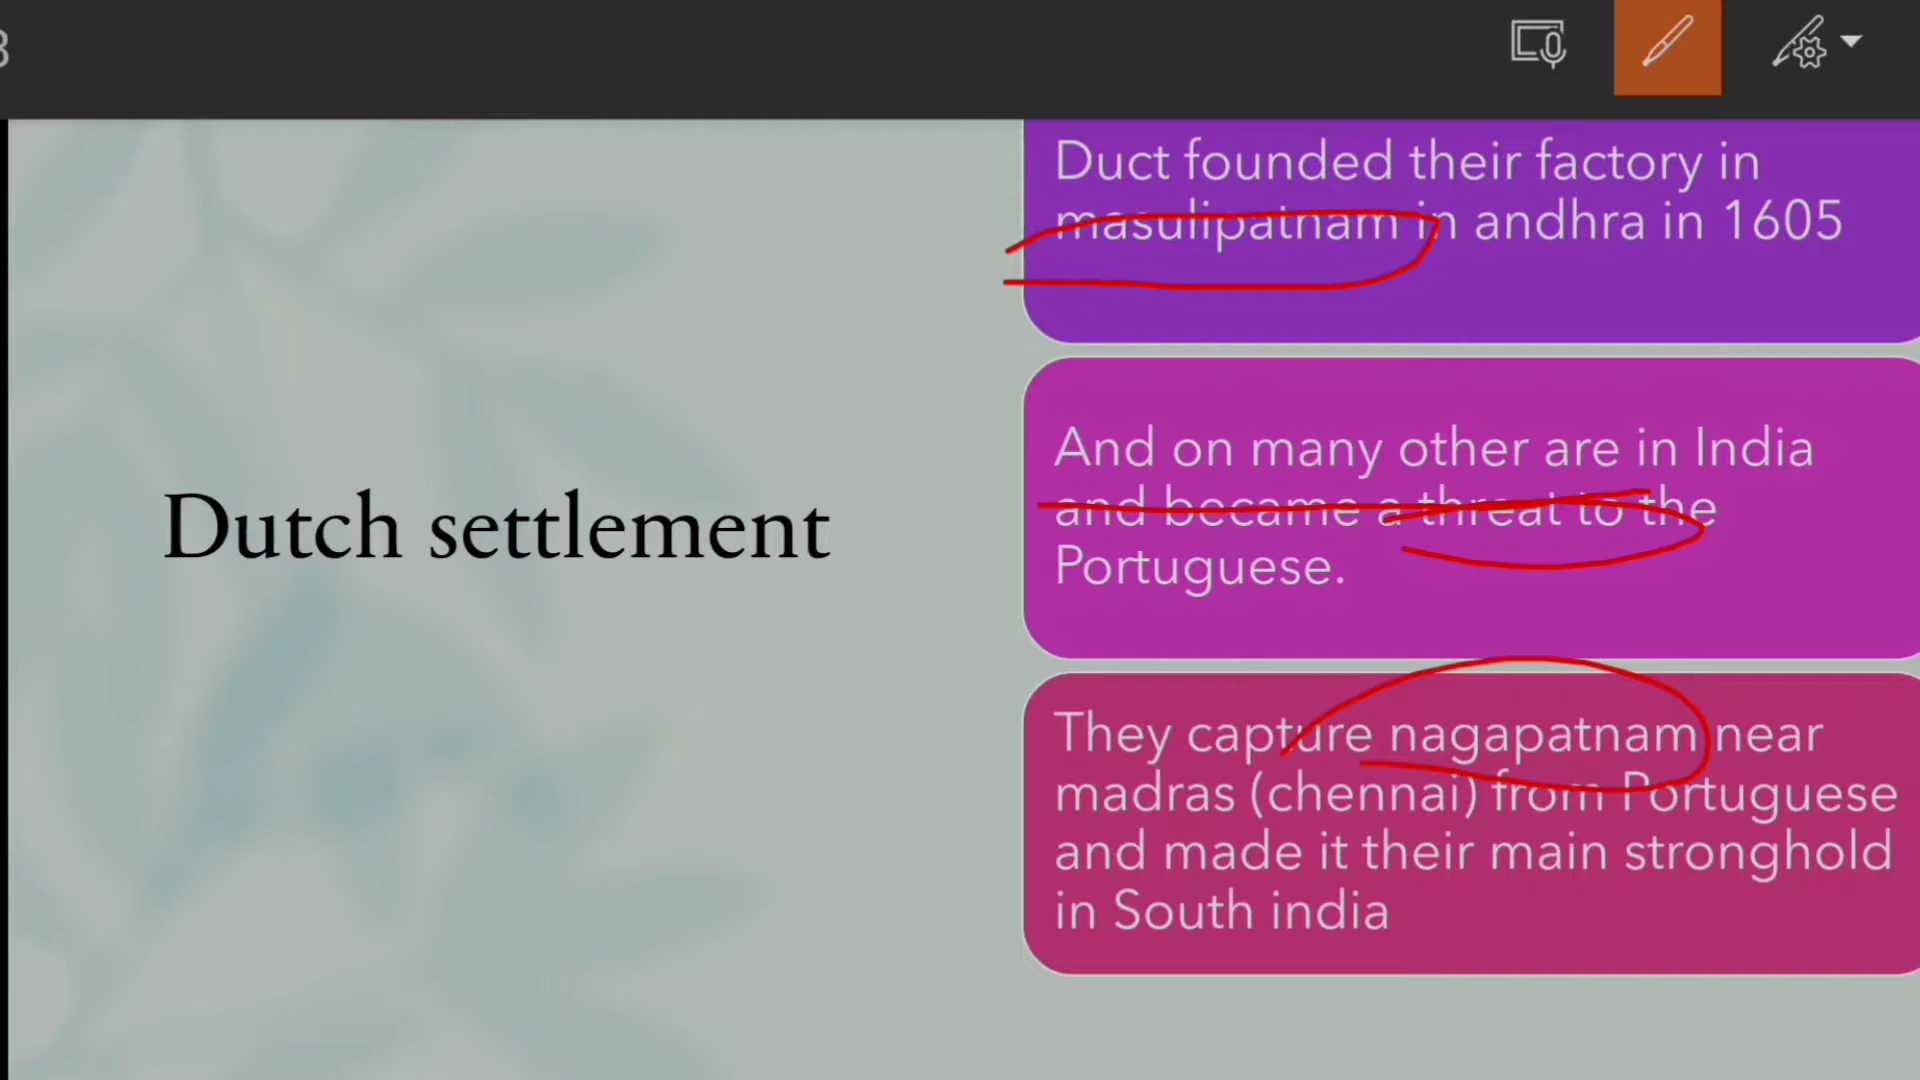 Dutch settlement
Duct founded their factory in
masulipatnam in andhra in 1605
And on many other are in India
and became a threat to the
Portuguese.
They capture nagapatnam near
madras (chennai) from Portuguese
and made it their main stronghold
in South india